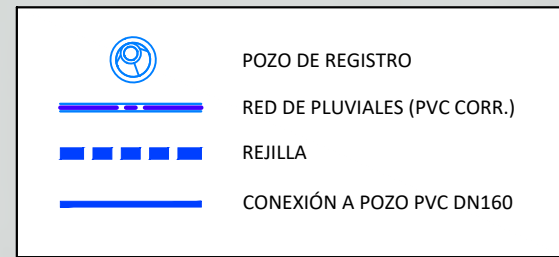 POZO DE REGISTRO
RED DE PLUVIALES (PVC CORR.)
REJILLA
CONEXIÓN A POZO PVC DN160